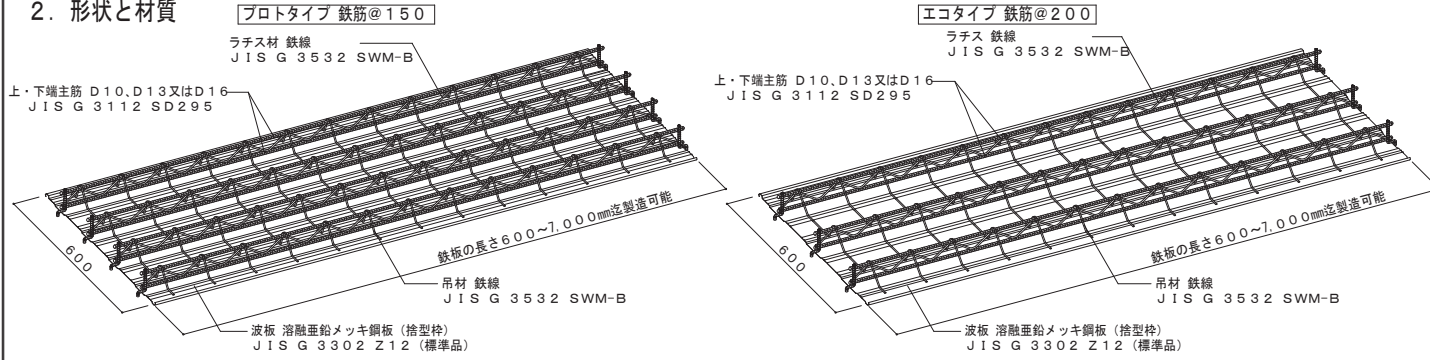 2．形状と材質
プロトタイプ 鉄筋＠１５０
ラチス材 鉄線
ＪＩＳ Ｇ ３５３２ SWM-B
上・下端主筋 Ｄ１０、Ｄ１３又はＤ１６
ＪＩＳ Ｇ ３１１２ SD295
６００
鉄板の長さ６００～７，０００㎜迄製造可能
吊材 鉄線
ＪＩＳ Ｇ ３５３２ SWM-B
波板 溶融亜鉛メッキ鋼板（捨型枠）
ＪＩＳ Ｇ ３３０２ Ｚ１２（標準品）
エコタイプ 鉄筋＠２００
ラチス 鉄線
ＪＩＳ Ｇ ３５３２ SWM-B
上・下端主筋 Ｄ１０、Ｄ１３又はＤ１６
ＪＩＳ Ｇ ３１１２ SD295
６００
鉄板の長さ６００～７，０００㎜迄製造可能
吊材 鉄線
ＪＩＳ Ｇ ３５３２ SWM-B
波板 溶融亜鉛メッキ鋼板（捨型枠）
ＪＩＳ Ｇ ３３０２ Ｚ１２（標準品）